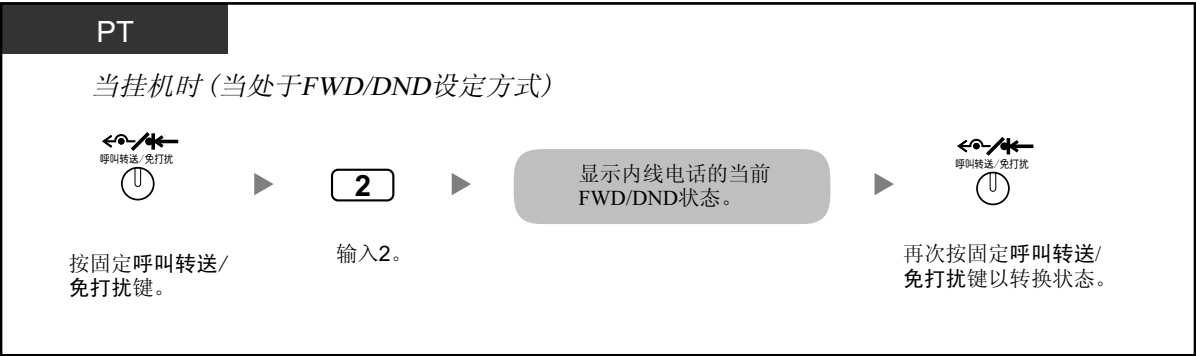 PT
当挂机时（当处于FWD/DND设定方式）
呼叫转送/免打扰
2
显示内线电话的当前
FWD/DND状态。
呼叫转送/免打扰
按固定呼叫转送/
免打扰键。
输入2。
再次按固定呼叫转送/
免打扰键以转换状态。